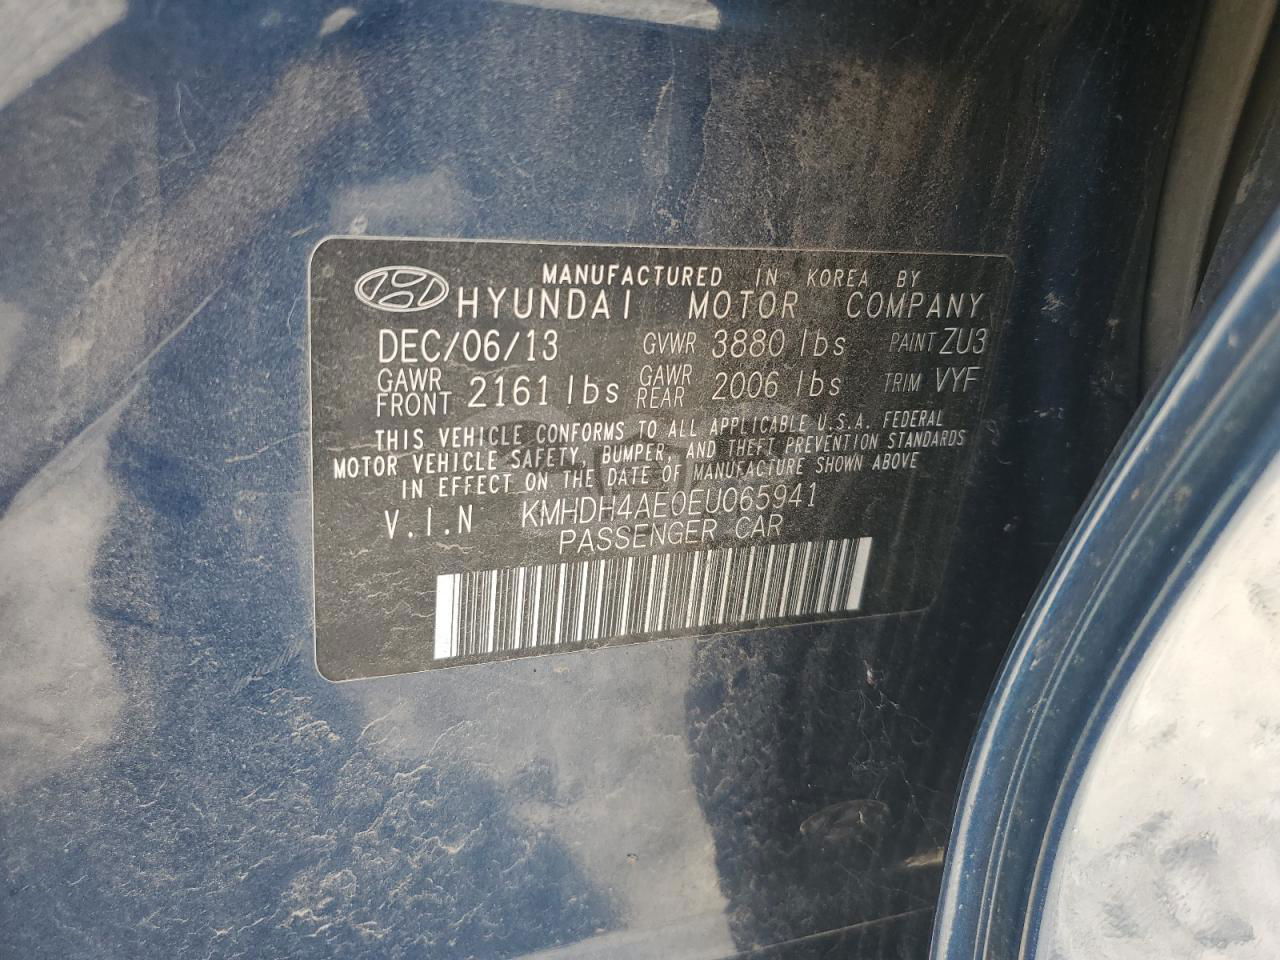 MANUFACTURED IN KOREA BY
HYUNDAI MOTOR COMPANY
DEC/06/13 GVWR 3880 lbs PAINT ZU3
GAWR FRONT 2161 lbs GAWR REAR 2006 lbs TRIM VYF
THIS VEHICLE CONFORMS TO ALL APPLICABLE U.S.A. FEDERAL
MOTOR VEHICLE SAFETY, BUMPER, AND THEFT PREVENTION STANDARDS
IN EFFECT ON THE DATE OF MANUFACTURE SHOWN ABOVE
V.I.N KMHDH4AE0EU065941
PASSENGER CAR